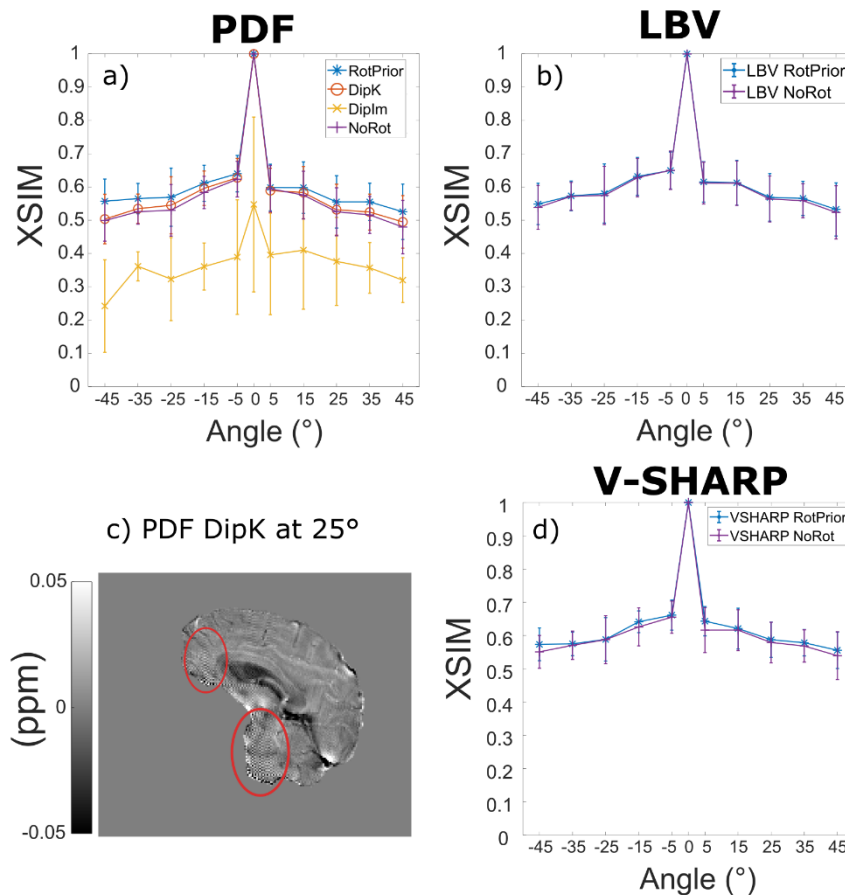 PDF
a)
RotPrior
DipK
DipIm
NoRot
XSIM
1
0.9
0.8
0.7
0.6
0.5
0.4
0.3
0.2
0.1
0
-45 -35 -25 -15 -5 0 5 15 25 35 45
Angle (°)
LBV
b)
LBV RotPrior
LBV NoRot
XSIM
1
0.9
0.8
0.7
0.6
0.5
0.4
0.3
0.2
0.1
0
-45 -35 -25 -15 -5 0 5 15 25 35 45
Angle (°)
c) PDF DipK at 25°
0.05
0
-0.05
(ppm)
V-SHARP
d)
VSHARP RotPrior
VSHARP NoRot
XSIM
1
0.9
0.8
0.7
0.6
0.5
0.4
0.3
0.2
0.1
0
-45 -35 -25 -15 -5 0 5 15 25 35 45
Angle (°)